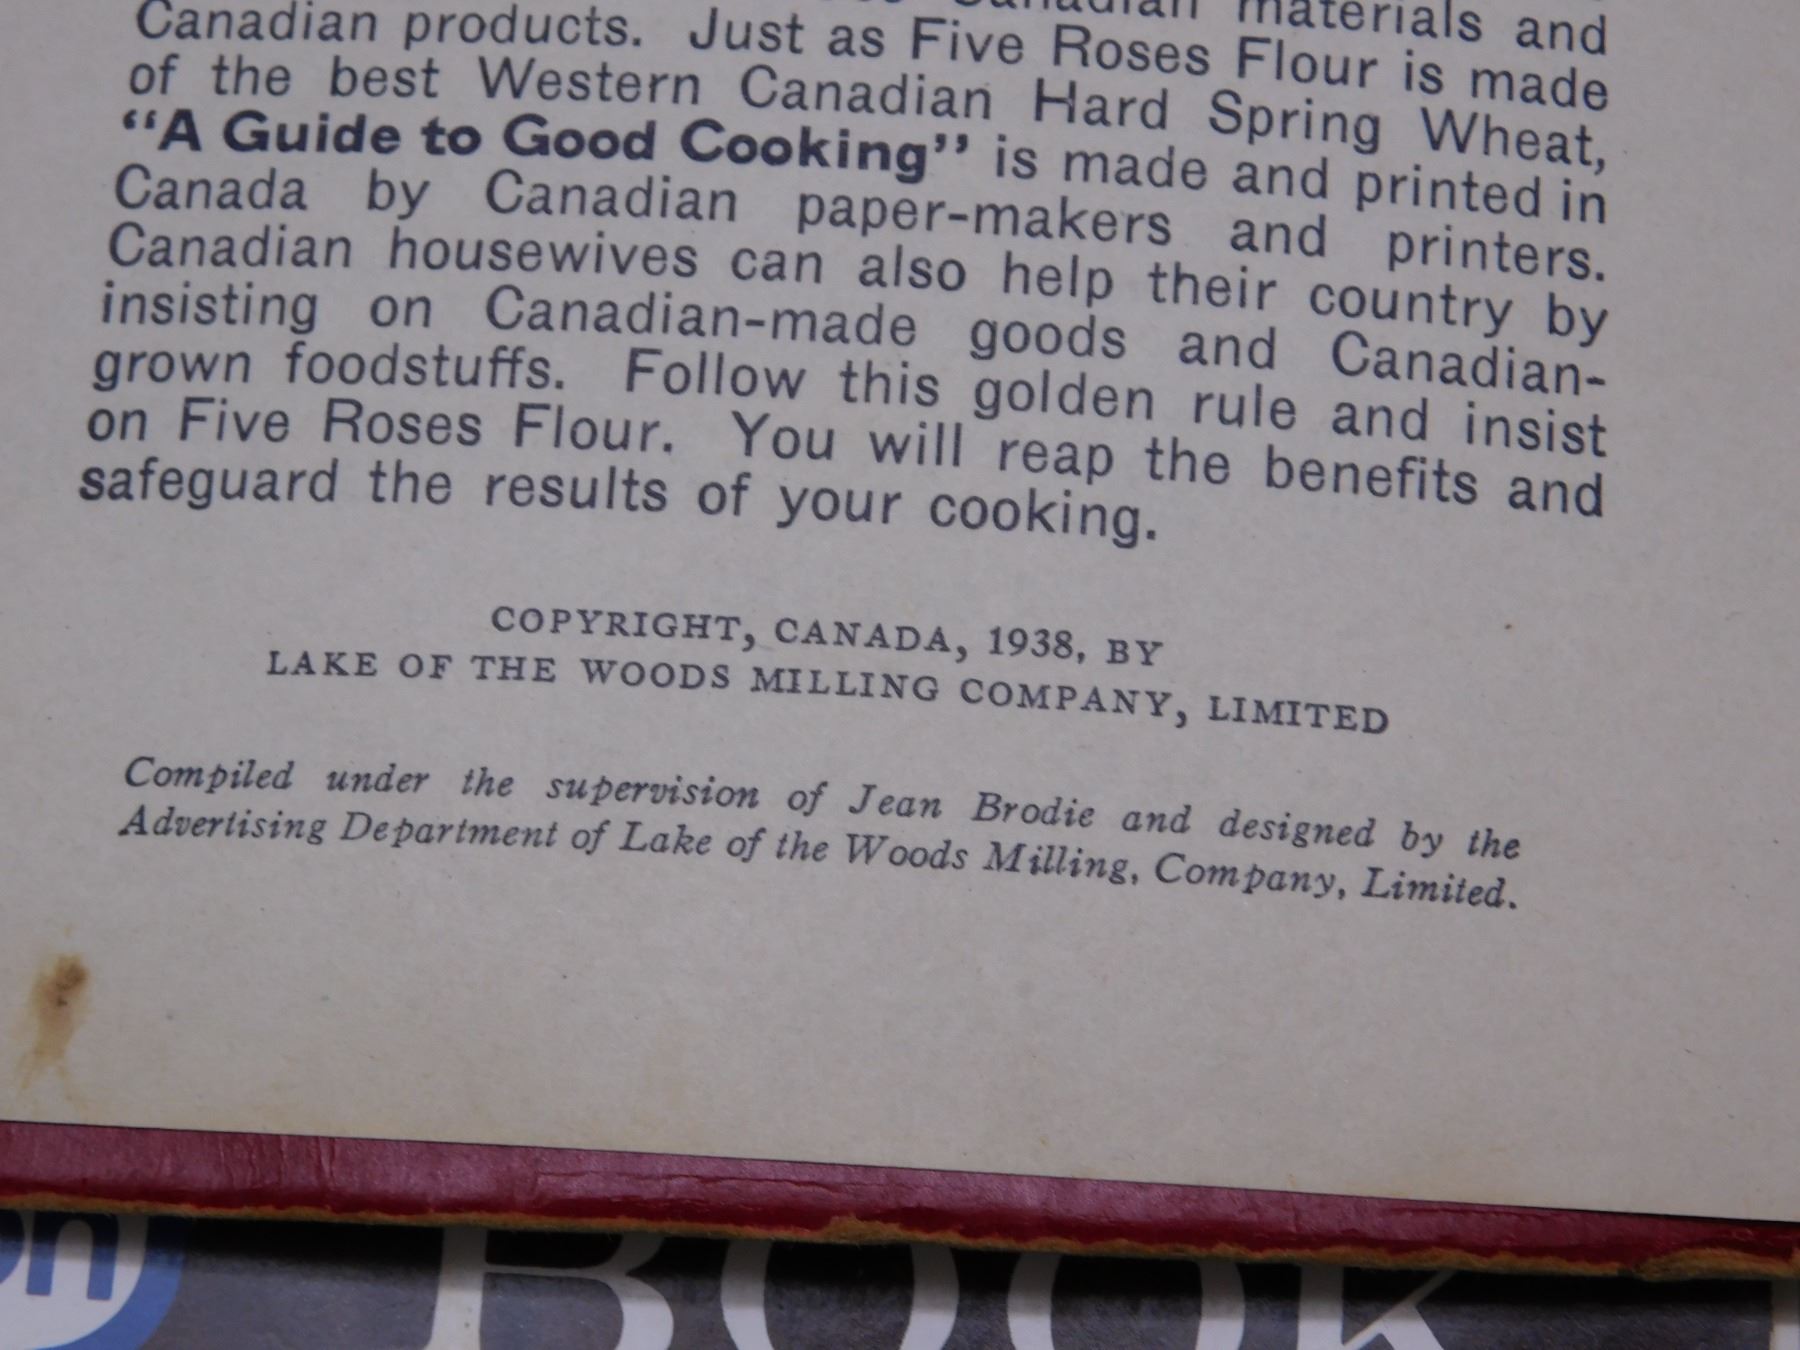 Canadian materials and
Canadian products. Just as Five Roses Flour is made
of the best Western Canadian Hard Spring Wheat,
“A Guide to Good Cooking” is made and printed in
Canada by Canadian paper-makers and printers.
Canadian housewives can also help their country by
insisting on Canadian-made goods and Canadian-
grown foodstuffs. Follow this golden rule and insist
on Five Roses Flour. You will reap the benefits and
safeguard the results of your cooking.
COPYRIGHT, CANADA, 1938, BY
LAKE OF THE WOODS MILLING COMPANY, LIMITED
Compiled under the supervision of Jean Brodie and designed by the
Advertising Department of Lake of the Woods Milling, Company, Limited.
on
BOOK